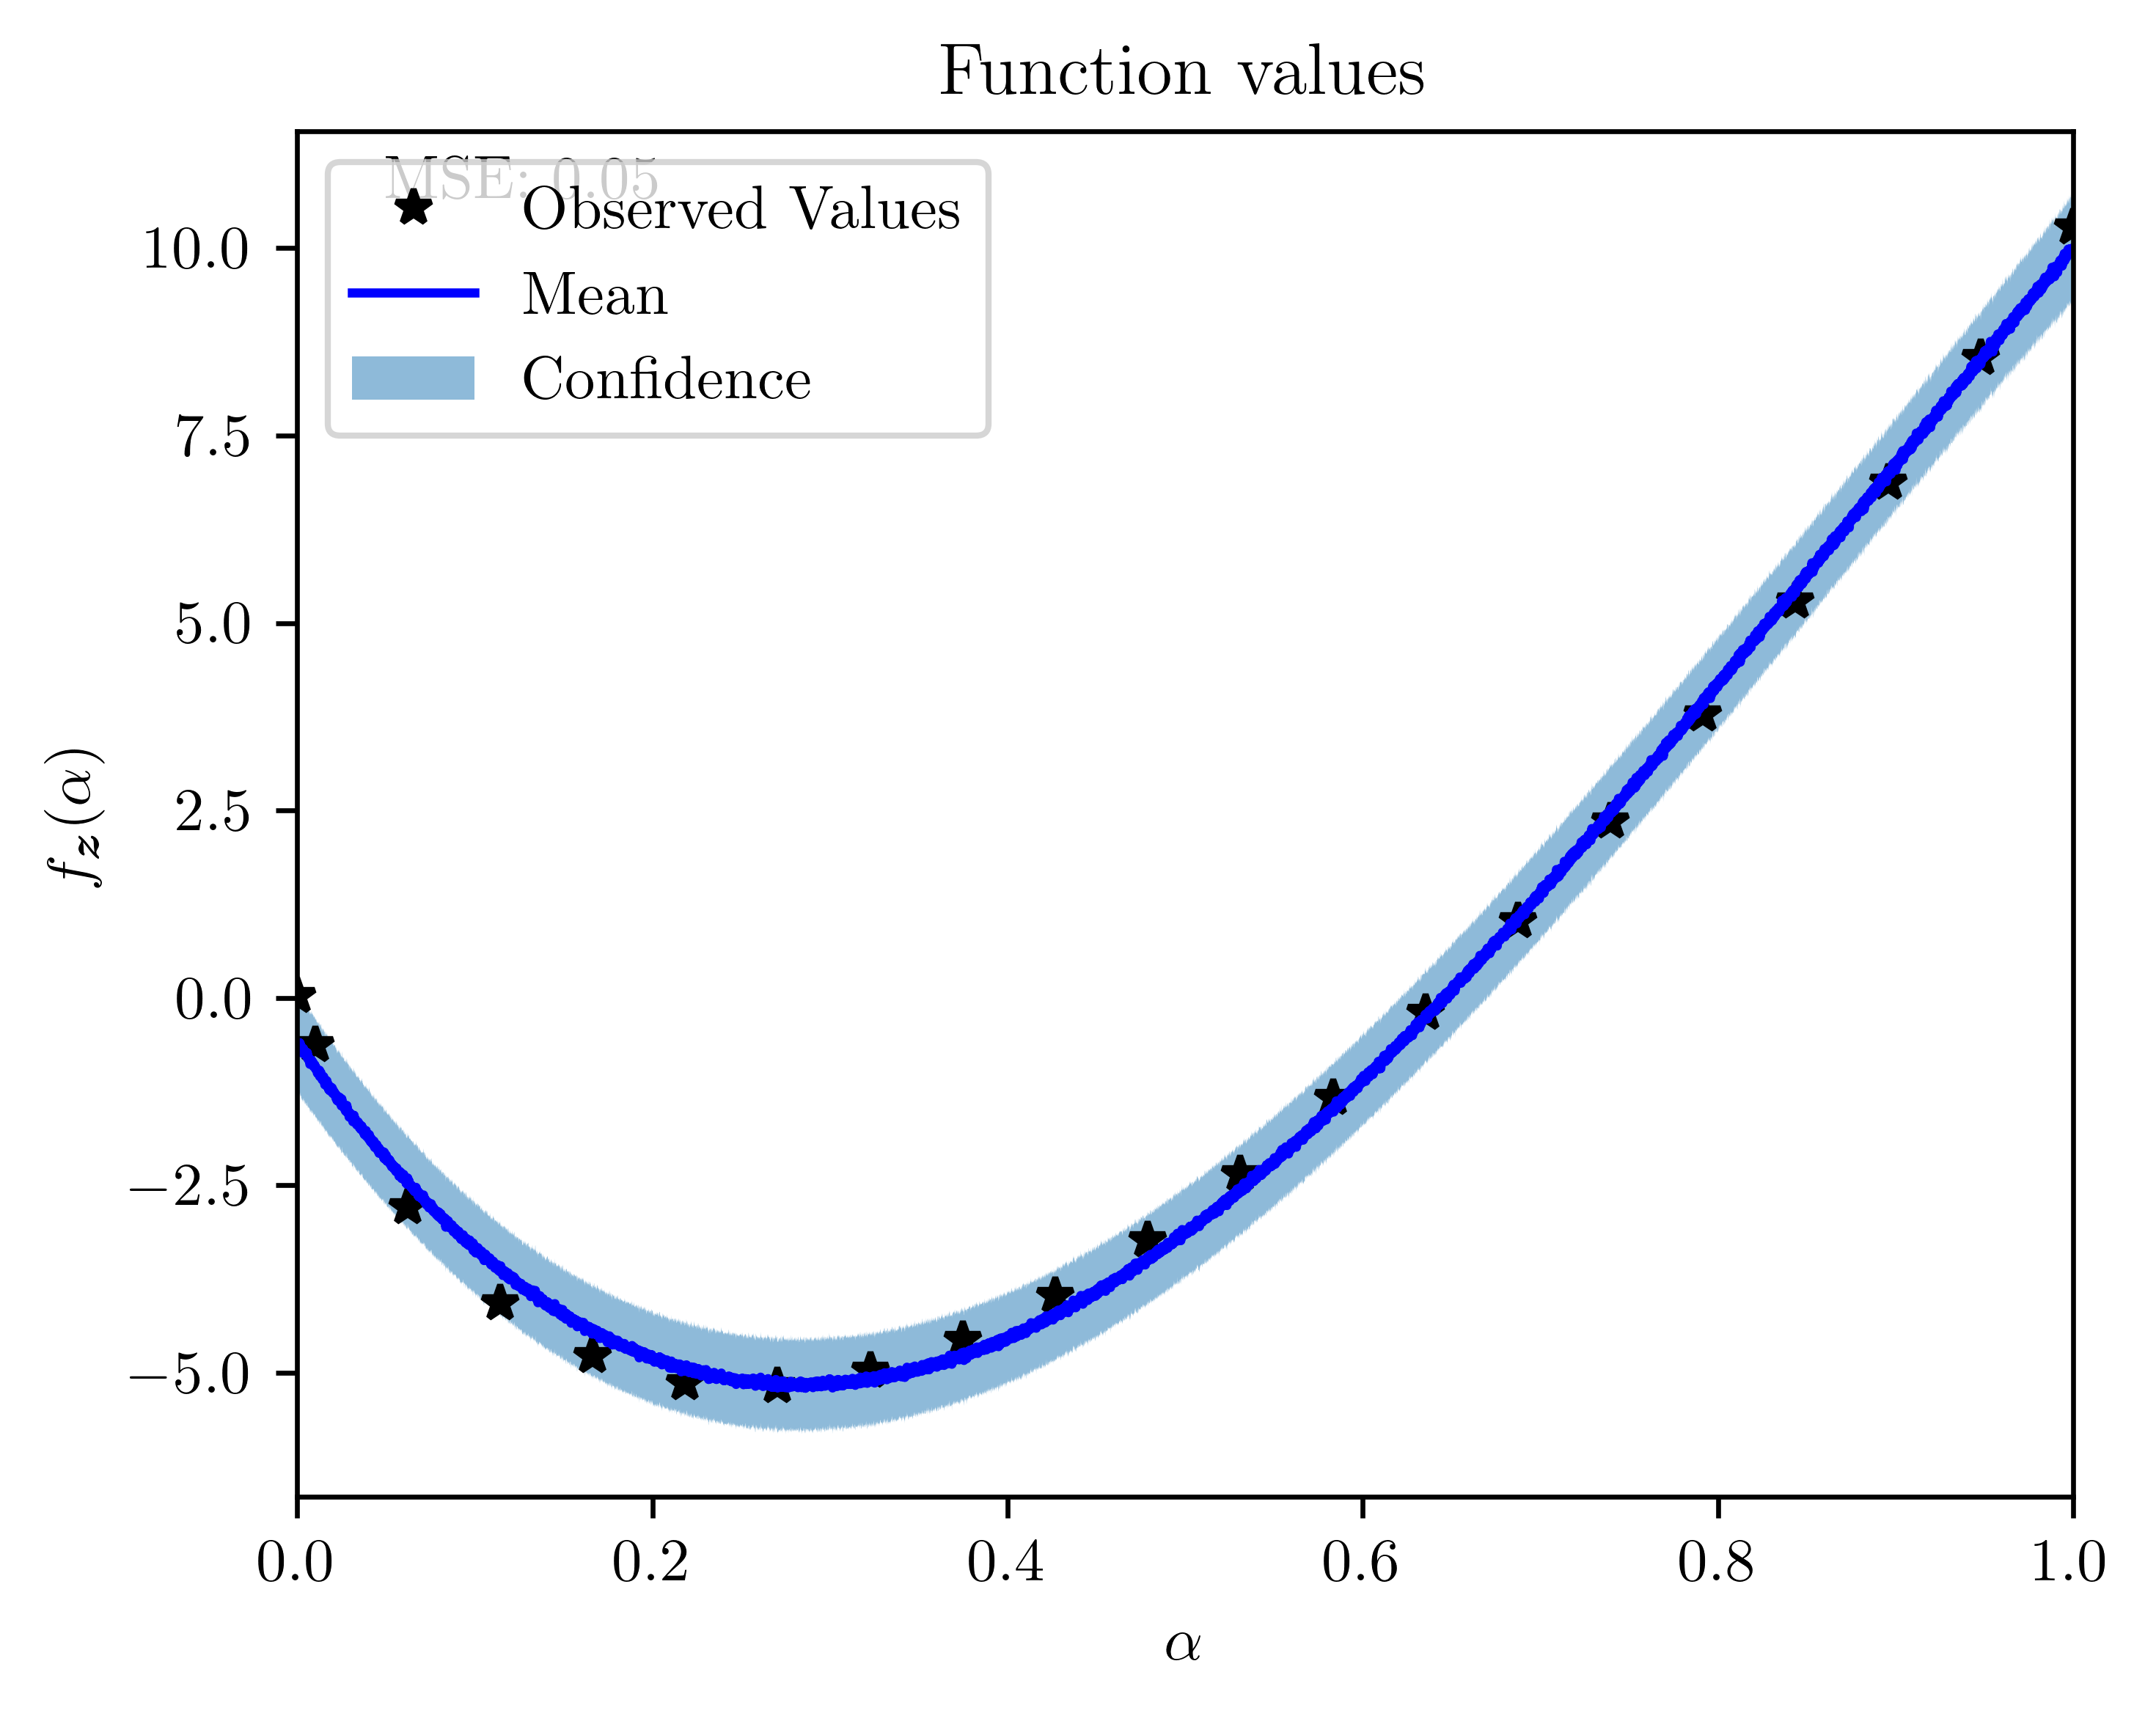 Function values
MSE: 0.05
Observed Values
Mean
Confidence
10.0
7.5
5.0
2.5
0.0
−2.5
−5.0
f_z(α)
0.0 0.2 0.4 0.6 0.8 1.0
α